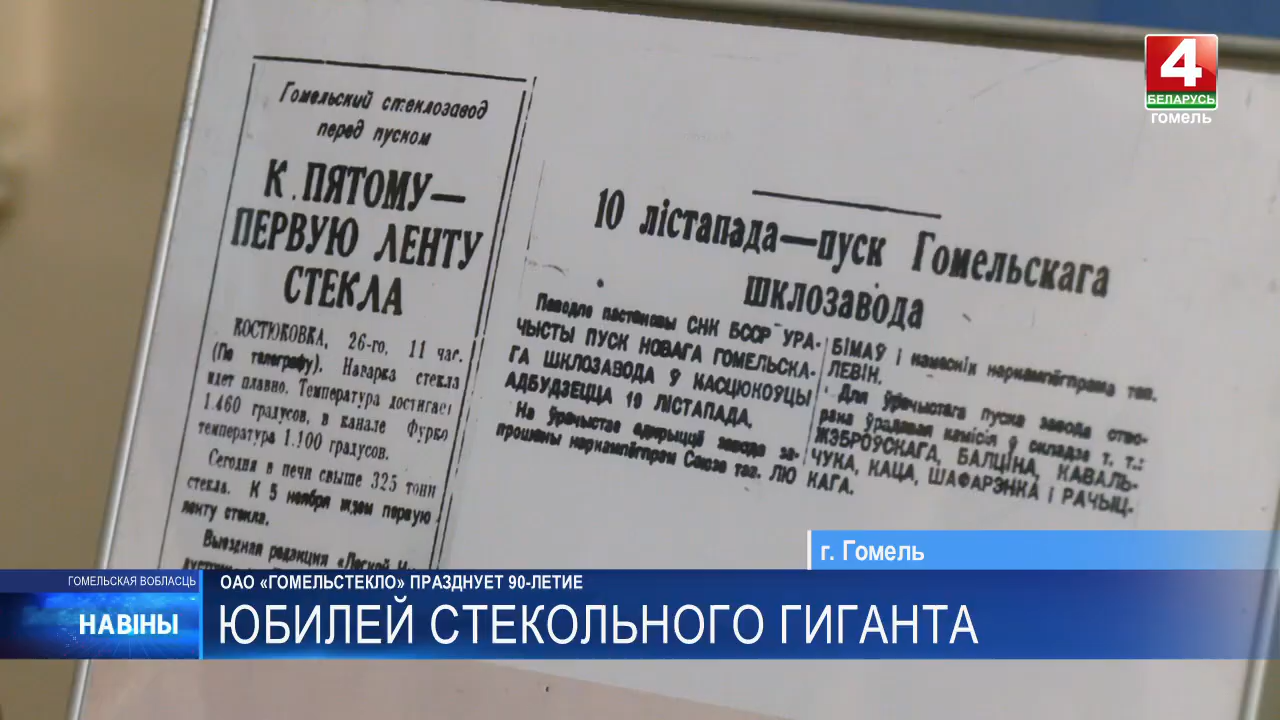 4
БЕЛАРУСЬ
гомель
Гомельский стеклозавод
перед пуском
К ПЯТОМУ—
ПЕРВУЮ ЛЕНТУ
СТЕКЛА
КОСТЮКОВКА, 26-го, 11 час.
(По телеграфу). Наварка стекла
идет плавно. Температура достигает
1.460 градусов, в канале Фурко
температура 1.100 градусов.
Сегодня в печи свыше 325 тонн
стекла. К 5 ноября ждем первую
ленту стекла.
Выездная редакция «Легкой
10 лістапада—пуск Гомельскага
шклозавода
Паводле пастановы СНК БССР УРА-
ЧЫСТЫ ПУСК НОВАГА ГОМЕЛЬСКА-
ГА ШКЛОЗАВОДА Ў КАСЦЮКОЎЦЫ
АДБУДЗЕЦЦА 10 ЛІСТАПАДА.
На ўрачыстае адкрыццё завода за-
прошаны наркамлёгпрам Саюза тав. ЛЮ
БІМАЎ і намеснік наркамлёгпрама тав.
ЛЕВІН.
Для ўрачыстага пуска завода ство-
рана ўрадавая камісія ў складзе т. т.:
ЖЭБРОЎСКАГА, БАЛЦІНА, КАВАЛЬ-
ЧУКА, КАЦА, ШАФАРЭНКА І РАЧЫЦ-
КАГА.
г. Гомель
ГОМЕЛЬСКАЯ ВОБЛАСЦЬ
НАВІНЫ
ОАО «ГОМЕЛЬСТЕКЛО» ПРАЗДНУЕТ 90-ЛЕТИЕ
ЮБИЛЕЙ СТЕКОЛЬНОГО ГИГАНТА